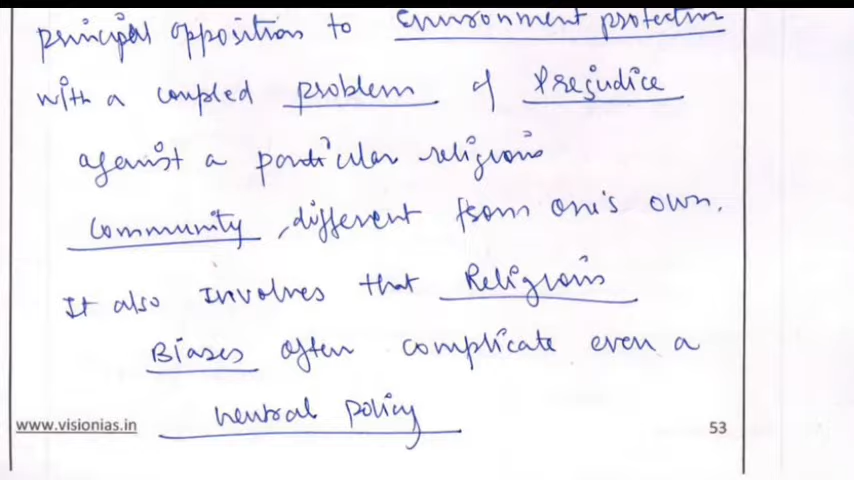 principal opposition to Environment protection
with a coupled problem of Prejudice
against a particular religious
community, different from one's own.
It also involves that Religious
Biases often complicate even a
neutral policy
www.visionias.in 53